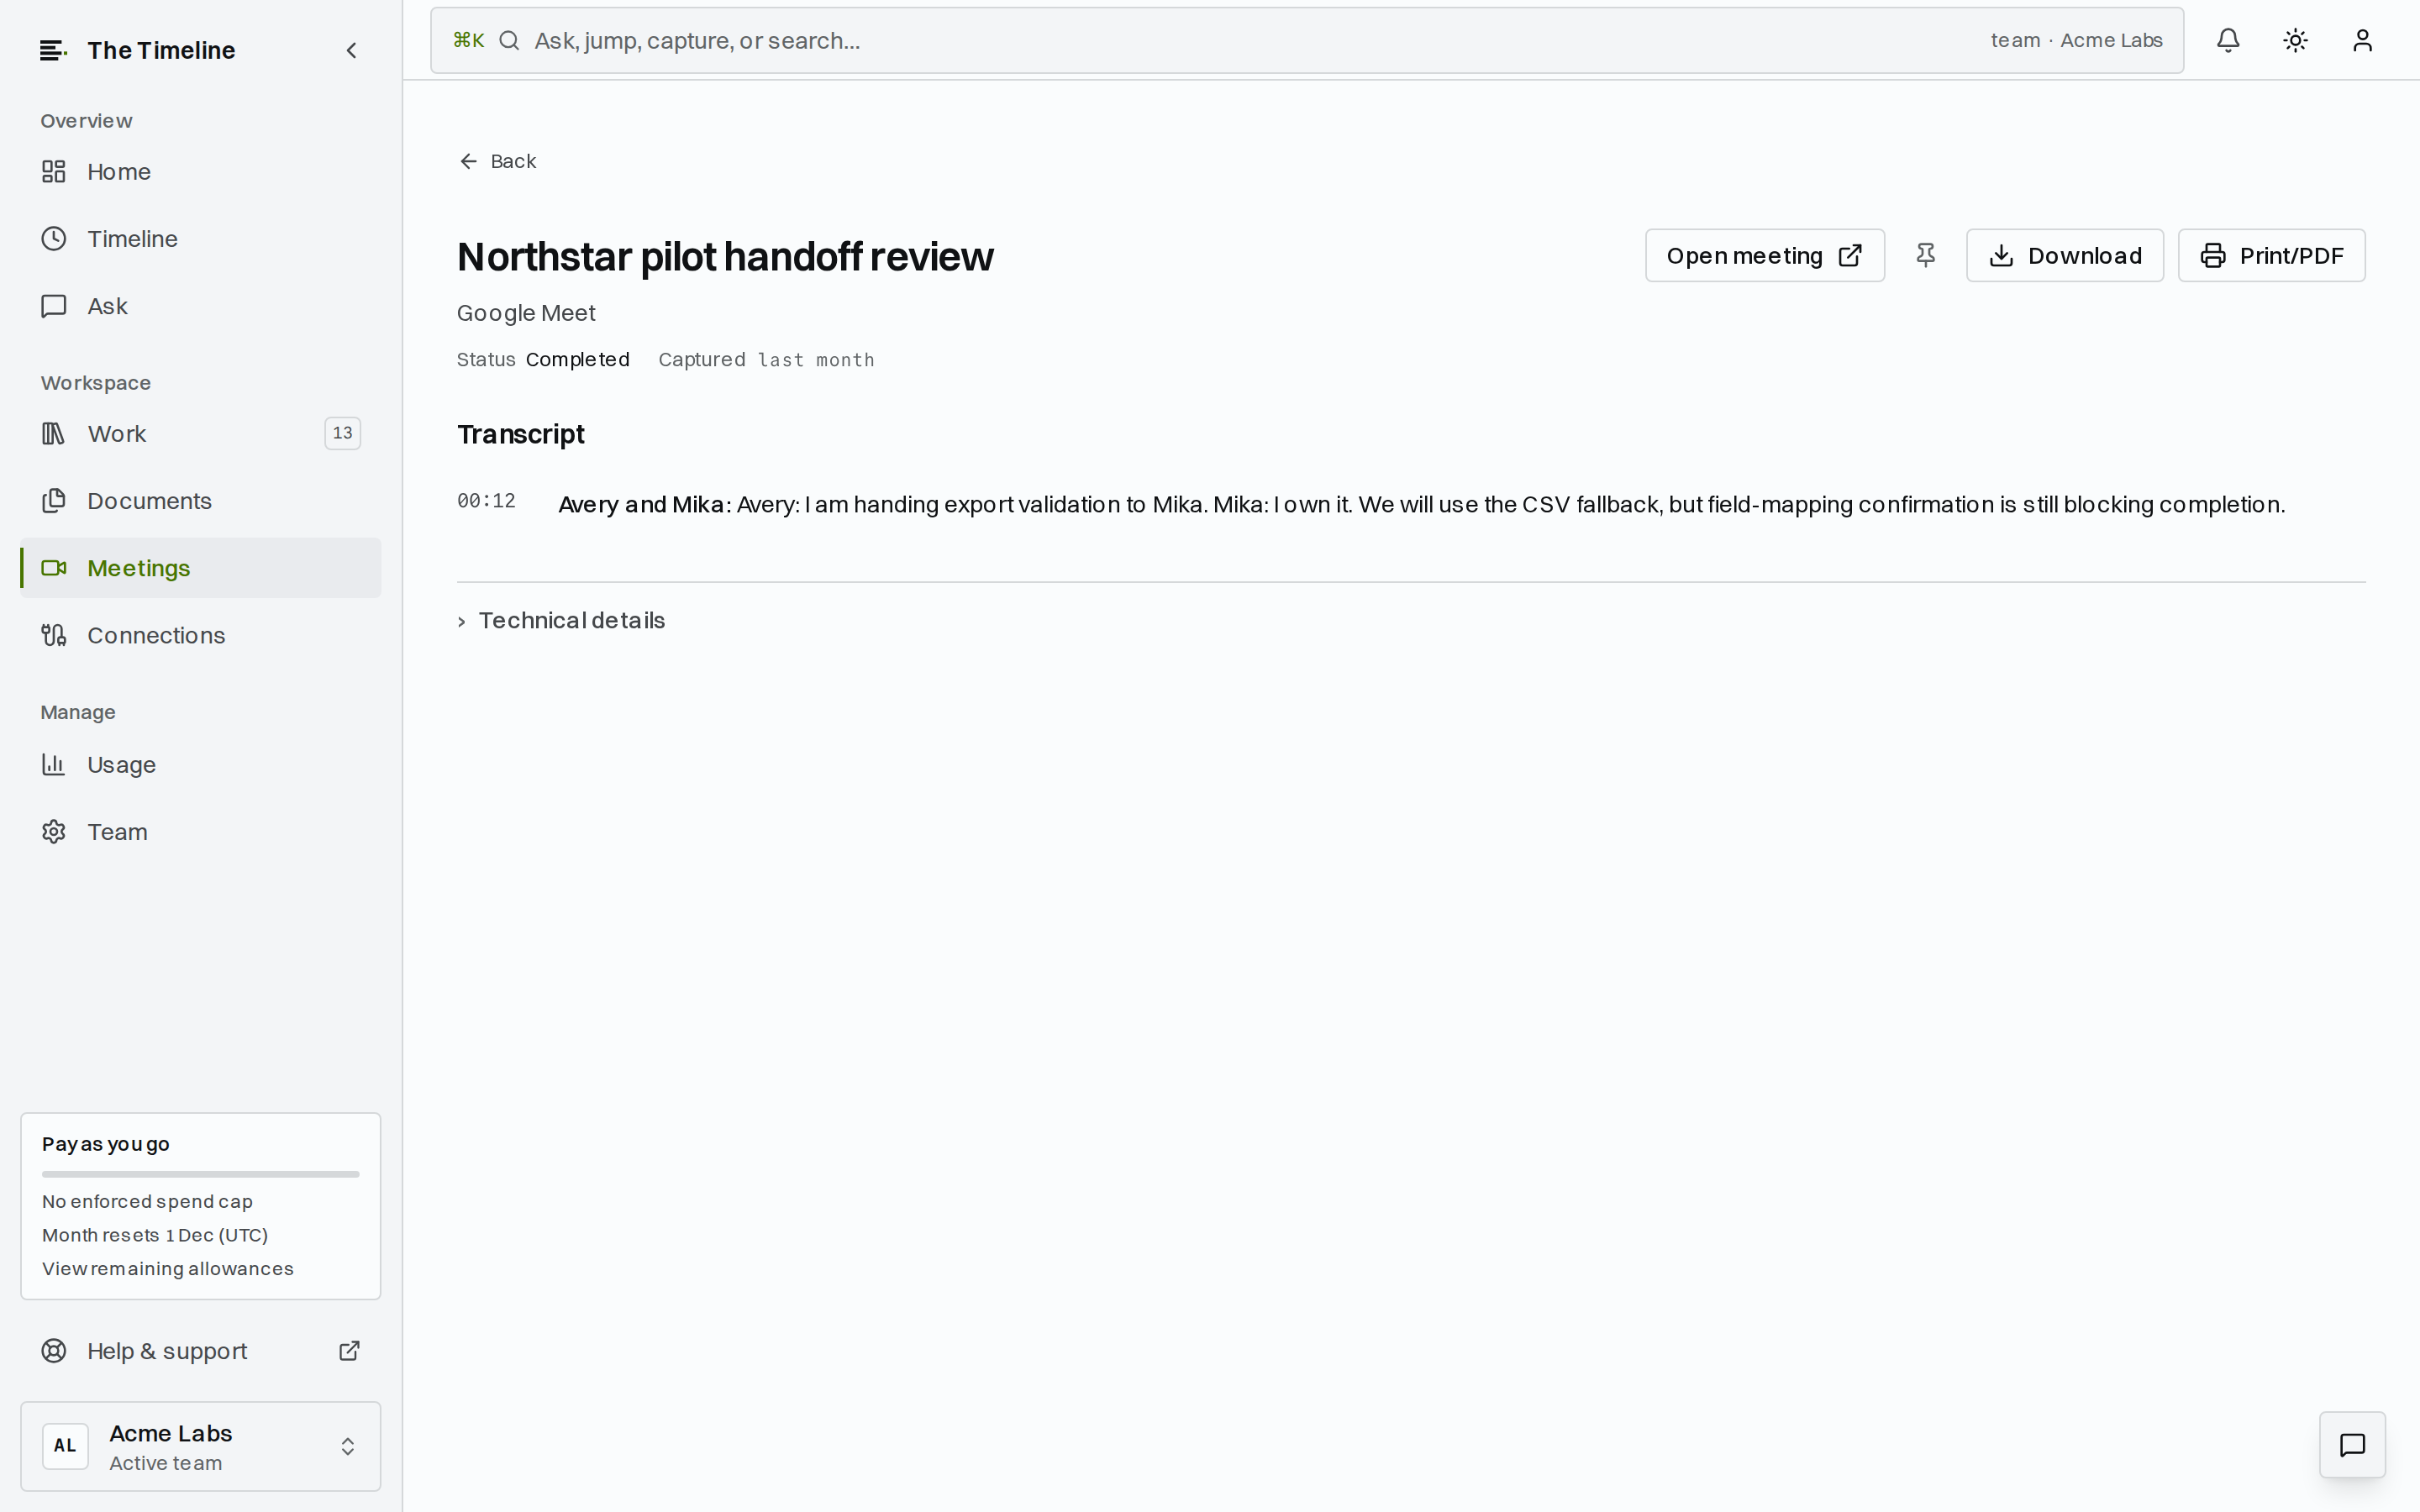 The Timeline
Overview
Home
Timeline
Ask
Workspace
Work 13
Documents
Meetings
Connections
Manage
Usage
Team
Pay as you go
No enforced spend cap
Month resets 1 Dec (UTC)
View remaining allowances
Help & support
AL Acme Labs
Active team
⌘K Ask, jump, capture, or search... team · Acme Labs
Back
Northstar pilot handoff review
Open meeting Download Print/PDF
Google Meet
Status Completed Captured last month
Transcript
00:12 Avery and Mika: Avery: I am handing export validation to Mika. Mika: I own it. We will use the CSV fallback, but field-mapping confirmation is still blocking completion.
› Technical details